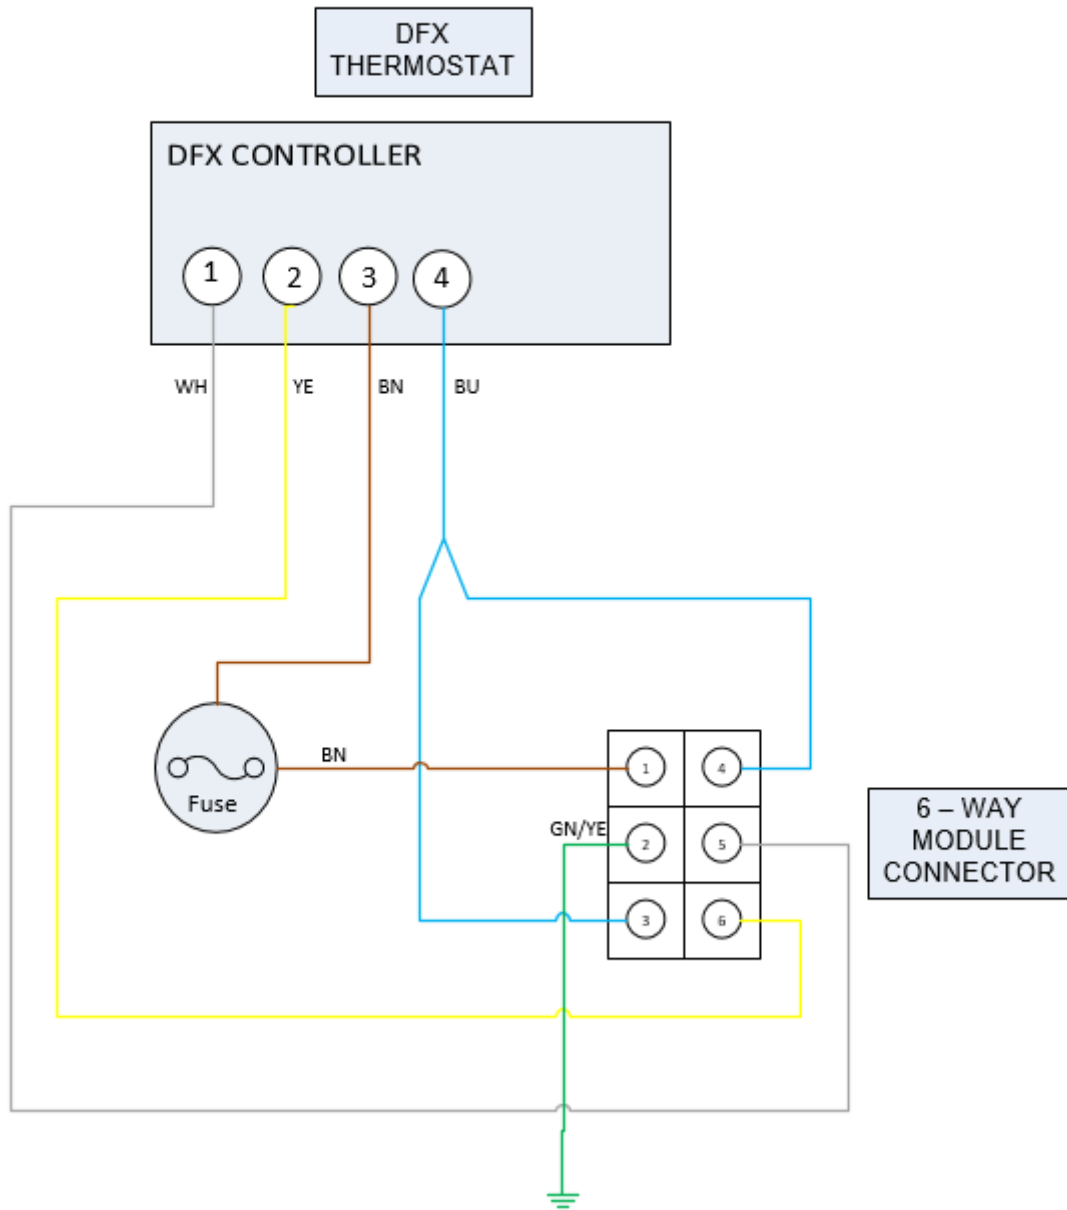 DFX
THERMOSTAT
DFX CONTROLLER
1
2
3
4
WH
YE
BN
BU
BN
Fuse
GN/YE
1
4
2
5
3
6
6 – WAY
MODULE
CONNECTOR